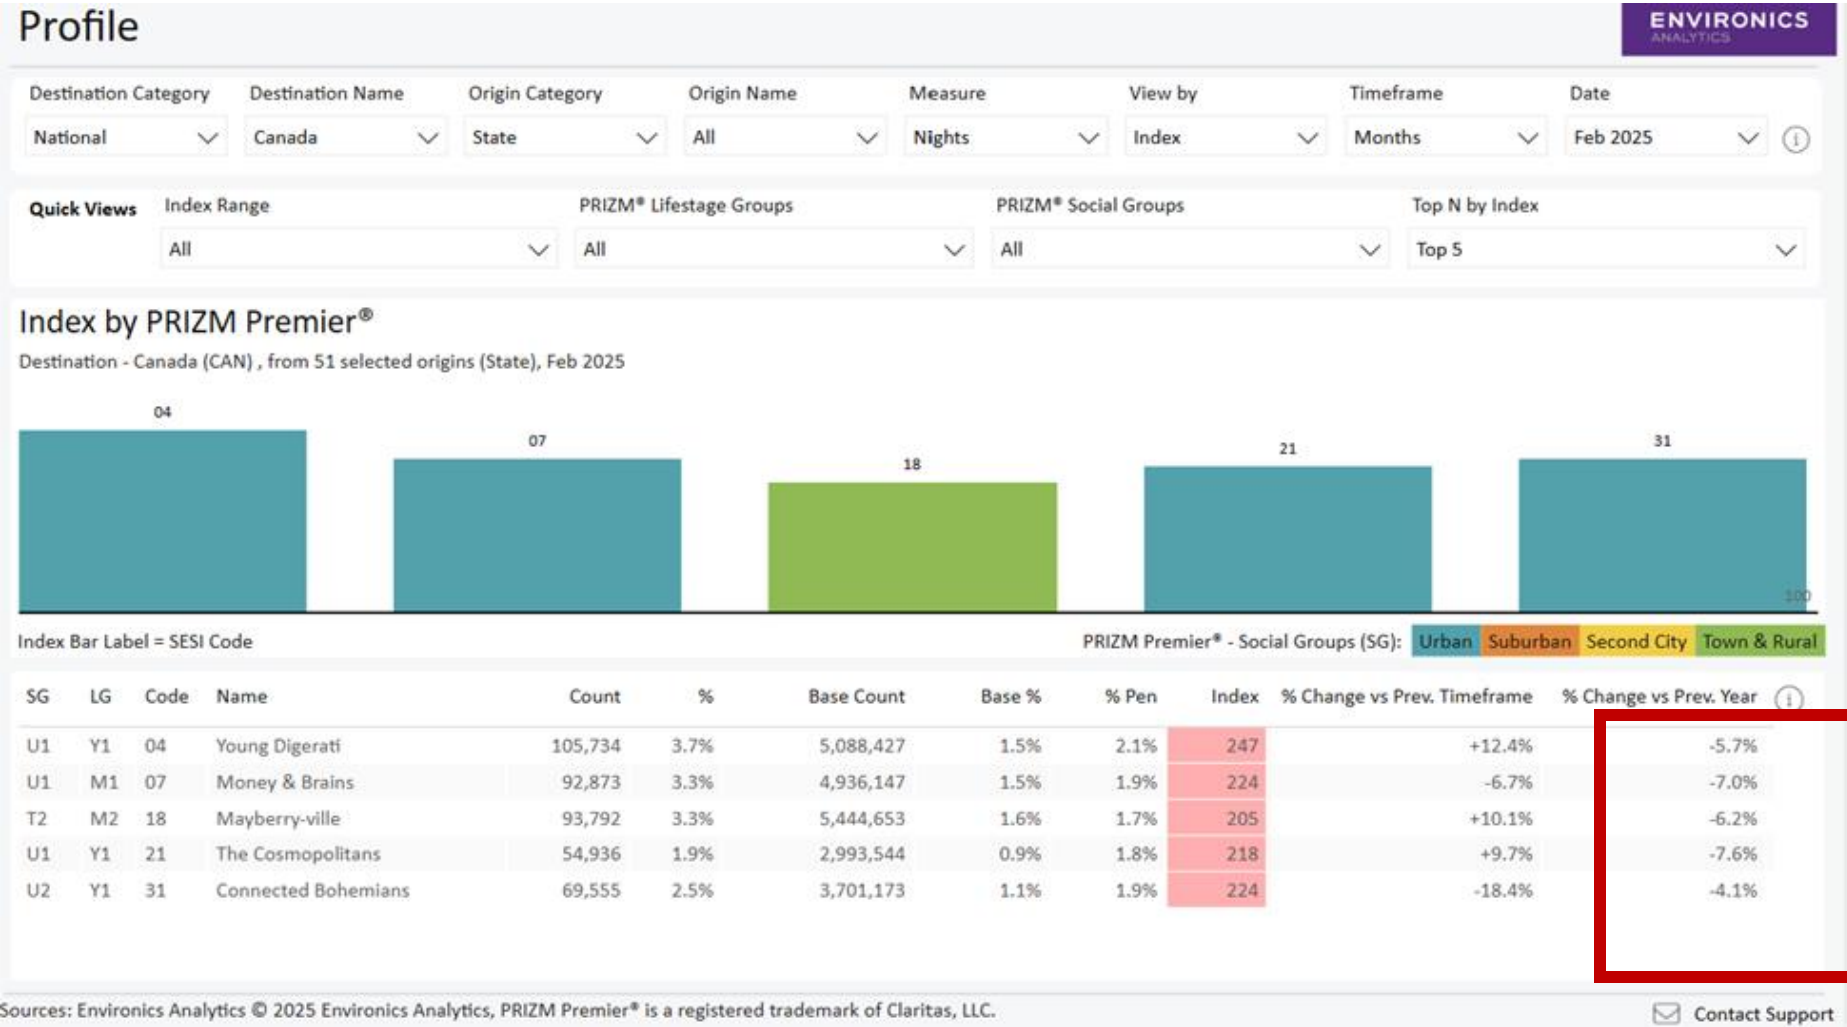 Profile
ENVIRONICS
ANALYTICS
Destination Category Destination Name Origin Category Origin Name Measure View by Timeframe Date
National Canada State All Nights Index Months Feb 2025
Quick Views Index Range PRIZM® Lifestage Groups PRIZM® Social Groups Top N by Index
All All All Top 5
Index by PRIZM Premier®
Destination - Canada (CAN) , from 51 selected origins (State), Feb 2025
04
07
18
21
31
100
Index Bar Label = SESI Code PRIZM Premier® - Social Groups (SG): Urban Suburban Second City Town & Rural
SG LG Code Name Count % Base Count Base % % Pen Index % Change vs Prev. Timeframe % Change vs Prev. Year
U1 Y1 04 Young Digerati 105,734 3.7% 5,088,427 1.5% 2.1% 247 +12.4% -5.7%
U1 M1 07 Money & Brains 92,873 3.3% 4,936,147 1.5% 1.9% 224 -6.7% -7.0%
T2 M2 18 Mayberry-ville 93,792 3.3% 5,444,653 1.6% 1.7% 205 +10.1% -6.2%
U1 Y1 21 The Cosmopolitans 54,936 1.9% 2,993,544 0.9% 1.8% 218 +9.7% -7.6%
U2 Y1 31 Connected Bohemians 69,555 2.5% 3,701,173 1.1% 1.9% 224 -18.4% -4.1%
Sources: Environics Analytics © 2025 Environics Analytics, PRIZM Premier® is a registered trademark of Claritas, LLC.
Contact Support